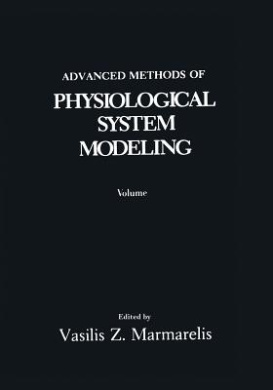 ADVANCED METHODS OF
PHYSIOLOGICAL
SYSTEM
MODELING
Volume
Edited by
Vasilis Z. Marmarelis